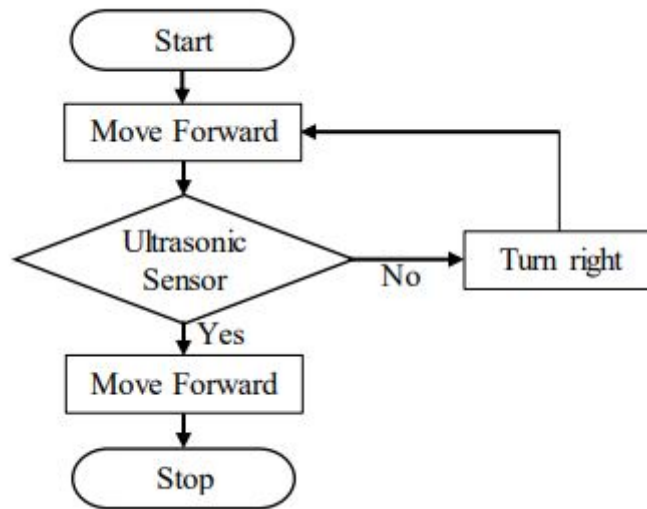 Start
Move Forward
Ultrasonic
Sensor
No
Turn right
Yes
Move Forward
Stop